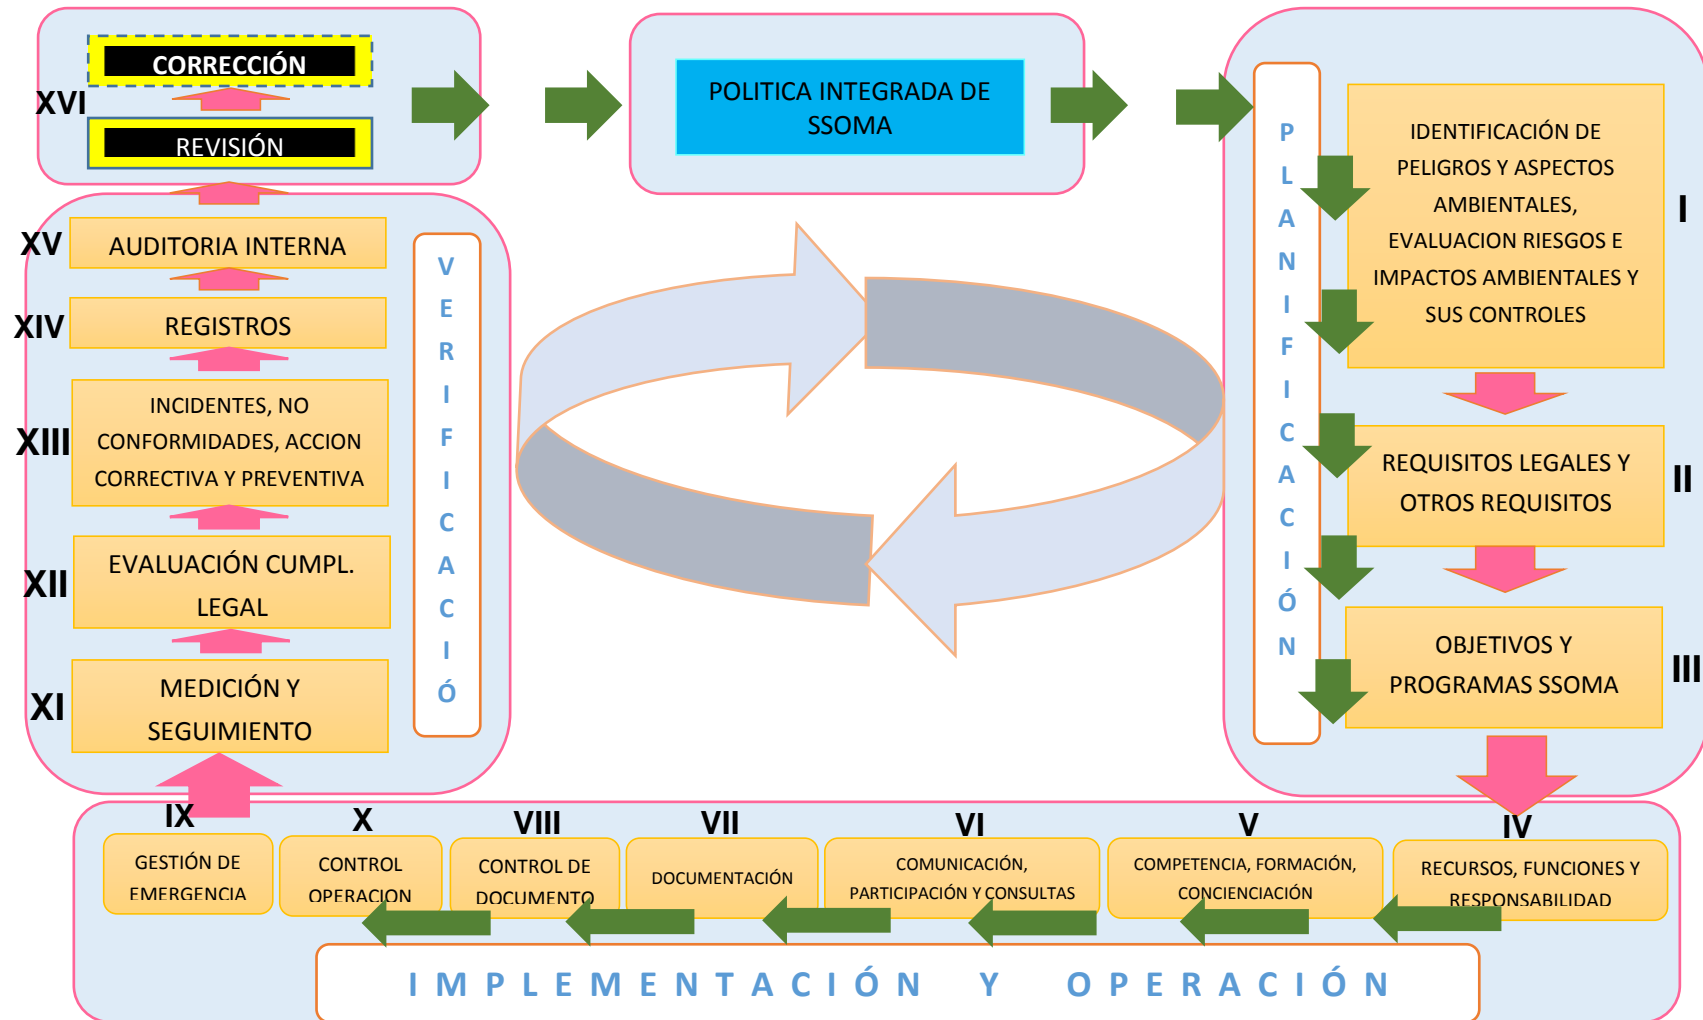 CORRECCIÓN
XVI
REVISIÓN
POLITICA INTEGRADA DE
SSOMA
PLANIFICACIÓN
IDENTIFICACIÓN DE
PELIGROS Y ASPECTOS
AMBIENTALES,
EVALUACION RIESGOS E
IMPACTOS AMBIENTALES Y
SUS CONTROLES
I
REQUISITOS LEGALES Y
OTROS REQUISITOS
II
OBJETIVOS Y
PROGRAMAS SSOMA
III
XV
AUDITORIA INTERNA
XIV
REGISTROS
XIII
INCIDENTES, NO
CONFORMIDADES, ACCION
CORRECTIVA Y PREVENTIVA
XII
EVALUACIÓN CUMPL.
LEGAL
XI
MEDICIÓN Y
SEGUIMIENTO
VERIFICACIÓ
IX
GESTIÓN DE
EMERGENCIA
X
CONTROL
OPERACION
VIII
CONTROL DE
DOCUMENTO
VII
DOCUMENTACIÓN
VI
COMUNICACIÓN,
PARTICIPACIÓN Y CONSULTAS
V
COMPETENCIA, FORMACIÓN,
CONCIENCIACIÓN
IV
RECURSOS, FUNCIONES Y
RESPONSABILIDAD
IMPLEMENTACIÓN Y OPERACIÓN